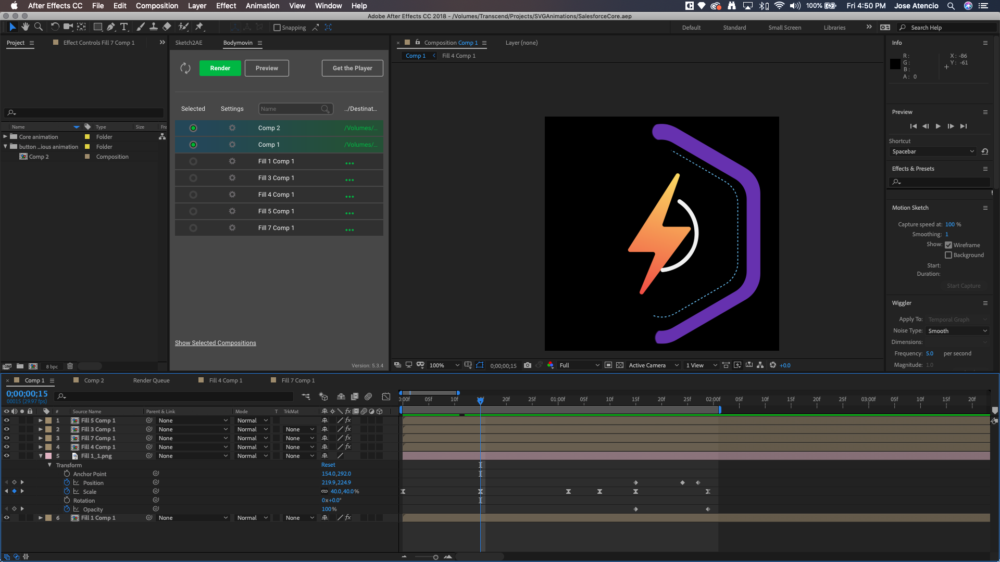 After Effects CC File Edit Composition Layer Effect Animation View Window Help 100% Fri 4:50 PM Jose Atencio
Adobe After Effects CC 2018 - /Volumes/Transcend/Projects/SVGAnimations/SalesforceCore.aep
Snapping Default Standard Small Screen Libraries Search Help
Project Effect Controls Fill 7 Comp 1
Name Type Size Fra
Core animation Folder
button ...ious animation Folder
Comp 2 Composition
8 bpc
Sketch2AE Bodymovin
Render Preview Get the Player
Selected Settings Name ../Destinat...
Comp 2 /Volumes/...
Comp 1 /Volumes/...
Fill 1 Comp 1
Fill 3 Comp 1
Fill 4 Comp 1
Fill 5 Comp 1
Fill 7 Comp 1
Show Selected Compositions
Version: 5.3.4
Composition Comp 1 Layer (none)
Comp 1 Fill 4 Comp 1
100% 0;00;00;15 Full Active Camera 1 View +0.0
Info
R: X: -86
G: Y: -61
B:
A: 0
Preview
Shortcut
Spacebar
Effects & Presets
Motion Sketch
Capture speed at: 100 %
Smoothing: 1
Show: Wireframe
Background
Start:
Duration:
Start Capture
Wiggler
Apply To: Temporal Graph
Noise Type: Smooth
Dimensions:
Frequency: 5.0 per second
Magnitude: 1.0
Comp 1 Comp 2 Render Queue Fill 4 Comp 1 Fill 7 Comp 1
0;00;00;15
00015 (29.97 fps)
0:00f 05f 10f 15f 20f 25f 01:00f 05f 10f 15f 20f 25f 02:00f 05f 10f 15f 20f 25f 03:00f 05f 10f 15f 20f
# Source Name Parent & Link Mode T TrkMat
1 Fill 5 Comp 1 None Normal fx
2 Fill 3 Comp 1 None Normal None fx
3 Fill 7 Comp 1 None Normal None fx
4 Fill 4 Comp 1 None Normal None fx
5 Fill 1_1.png None Normal None
Transform Reset
Anchor Point 154.0,292.0
Position 219.9,224.9
Scale 40.0,40.0%
Rotation 0x+0.0°
Opacity 100%
6 Fill 1 Comp 1 None Normal None fx